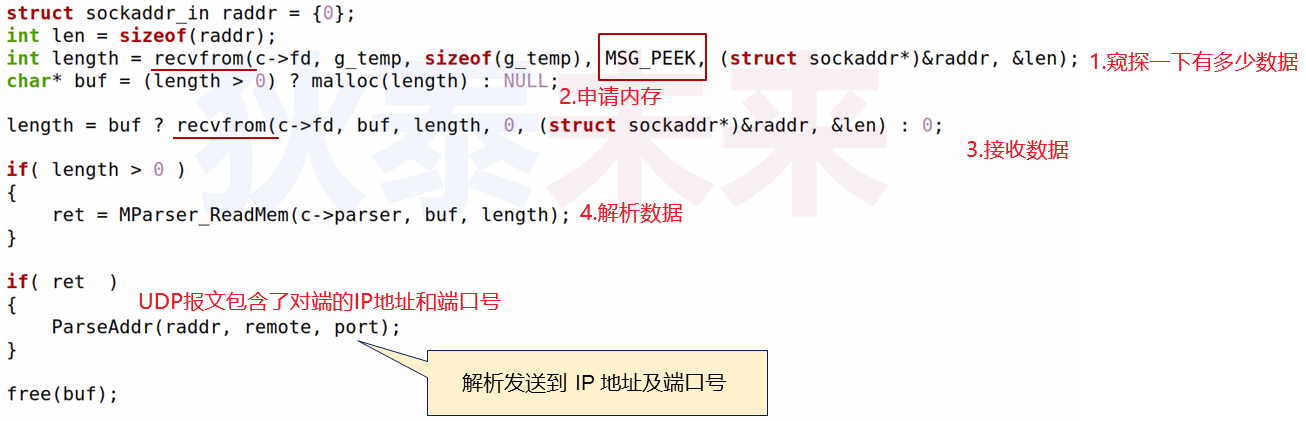 struct sockaddr_in raddr = {0};
int len = sizeof(raddr);
int length = recvfrom(c->fd, g_temp, sizeof(g_temp), MSG_PEEK, (struct sockaddr*)&raddr, &len); 1.窥探一下有多少数据
char* buf = (length > 0) ? malloc(length) : NULL;
2.申请内存
length = buf ? recvfrom(c->fd, buf, length, 0, (struct sockaddr*)&raddr, &len) : 0;
3.接收数据
if( length > 0 )
{
ret = MParser_ReadMem(c->parser, buf, length); 4.解析数据
}
if( ret  )
{ UDP报文包含了对端的IP地址和端口号
ParseAddr(raddr, remote, port);
}
解析发送到 IP 地址及端口号
free(buf);
狄泰未来